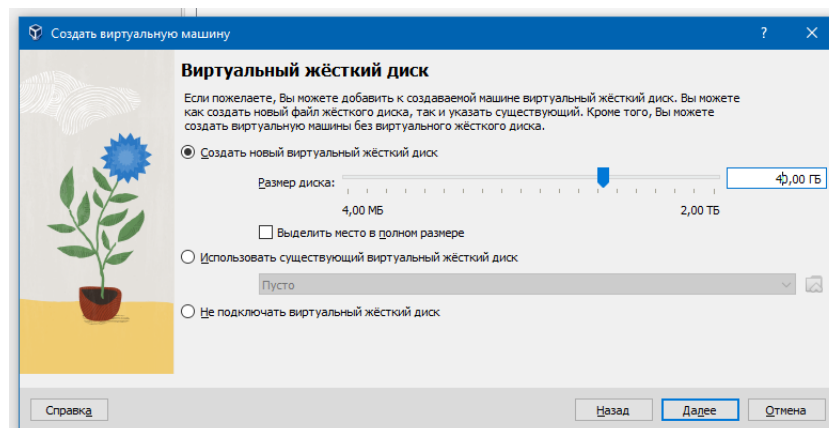 Создать виртуальную машину
Виртуальный жёсткий диск
Если пожелаете, Вы можете добавить к создаваемой машине виртуальный жёсткий диск. Вы можете
как создать новый файл жёсткого диска, так и указать существующий. Кроме того, Вы можете
создать виртуальную машины без виртуального жёсткого диска.
Создать новый виртуальный жёсткий диск
Размер диска: 40,00 ГБ
4,00 МБ 2,00 ТБ
Выделить место в полном размере
Использовать существующий виртуальный жёсткий диск
Пусто
Не подключать виртуальный жёсткий диск
Справка Назад Далее Отмена